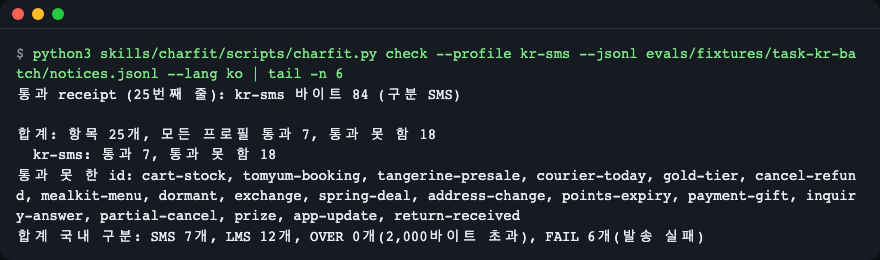 $ python3 skills/charfit/scripts/charfit.py check --profile kr-sms --jsonl evals/fixtures/task-kr-ba
tch/notices.jsonl --lang ko | tail -n 6
통과 receipt (25번째 줄): kr-sms 바이트 84 (구분 SMS)
합계: 항목 25개, 모든 프로필 통과 7, 통과 못 함 18
kr-sms: 통과 7, 통과 못 함 18
통과 못 한 id: cart-stock, tomyum-booking, tangerine-presale, courier-today, gold-tier, cancel-refun
d, mealkit-menu, dormant, exchange, spring-deal, address-change, points-expiry, payment-gift, inquir
y-answer, partial-cancel, prize, app-update, return-received
합계 국내 구분: SMS 7개, LMS 12개, OVER 0개(2,000바이트 초과), FAIL 6개(발송 실패)